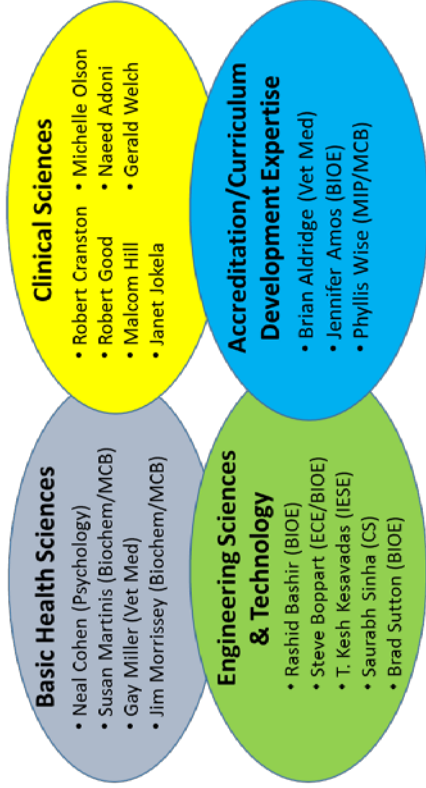 Basic Health Sciences
• Neal Cohen (Psychology)
• Susan Martinis (Biochem/MCB)
• Gay Miller (Vet Med)
• Jim Morrissey (Biochem/MCB)
Clinical Sciences
• Robert Cranston
• Robert Good
• Malcom Hill
• Janet Jokela
• Michelle Olson
• Naeed Adoni
• Gerald Welch
Engineering Sciences
& Technology
• Rashid Bashir (BIOE)
• Steve Boppart (ECE/BIOE)
• T. Kesh Kesavadas (IESE)
• Saurabh Sinha (CS)
• Brad Sutton (BIOE)
Accreditation/Curriculum
Development Expertise
• Brian Aldridge (Vet Med)
• Jennifer Amos (BIOE)
• Phyllis Wise (MIP/MCB)